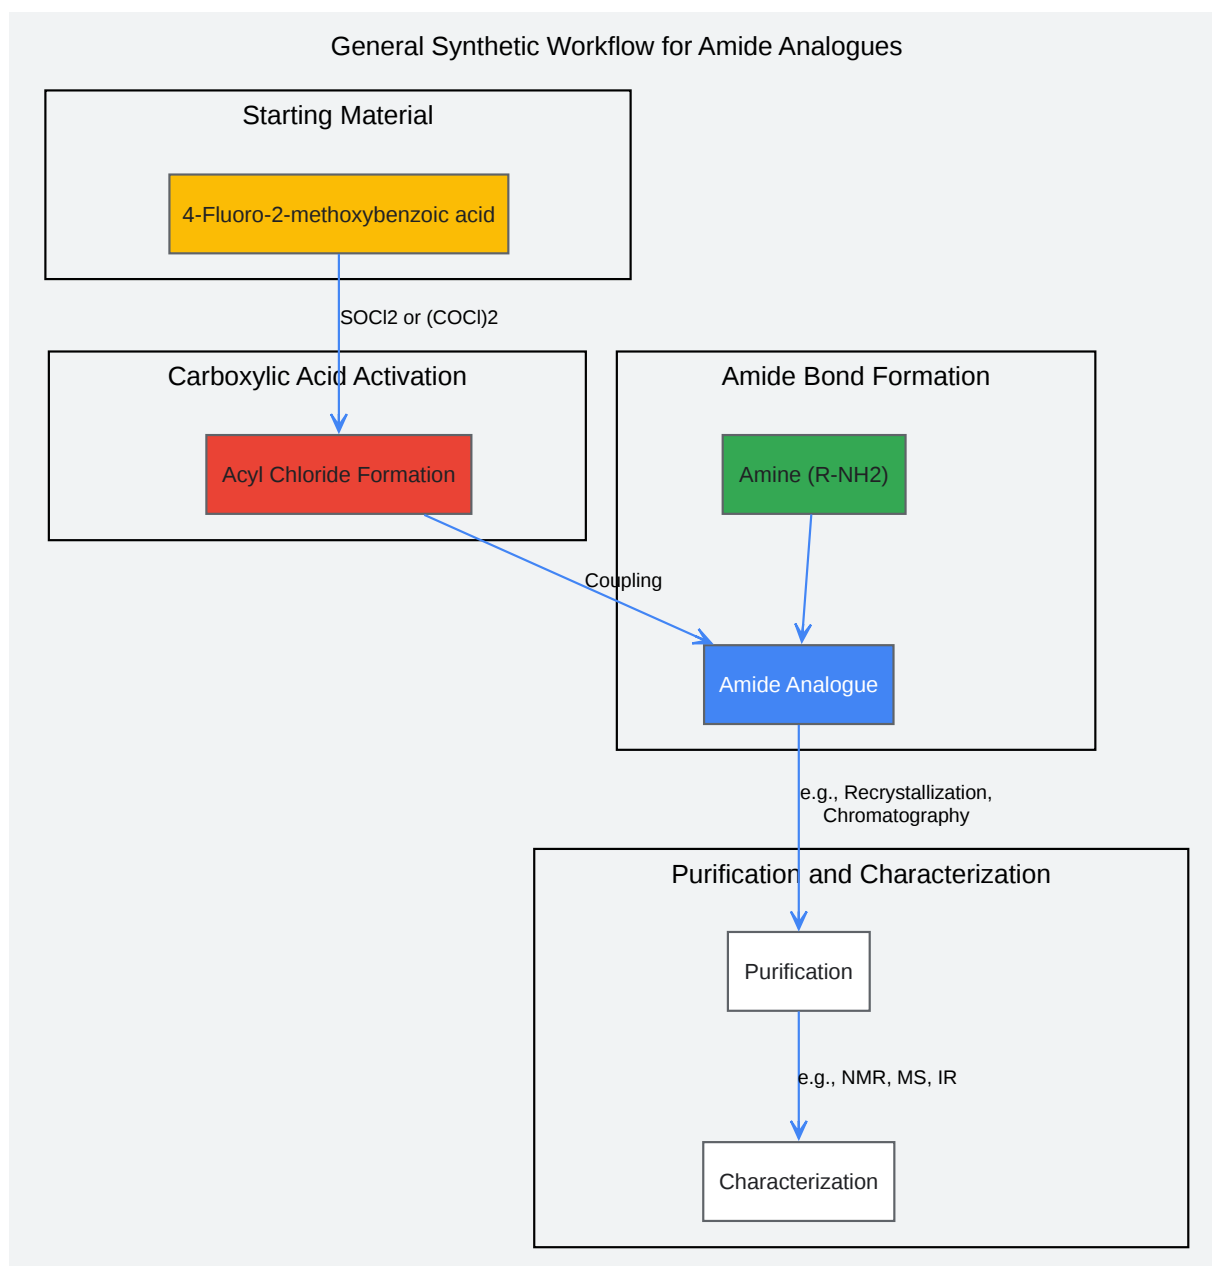 General Synthetic Workflow for Amide Analogues
Starting Material
4-Fluoro-2-methoxybenzoic acid
SOCl2 or (COCl)2
Carboxylic Acid Activation
Acyl Chloride Formation
Amide Bond Formation
Amine (R-NH2)
Coupling
Amide Analogue
e.g., Recrystallization,
Chromatography
Purification and Characterization
Purification
e.g., NMR, MS, IR
Characterization